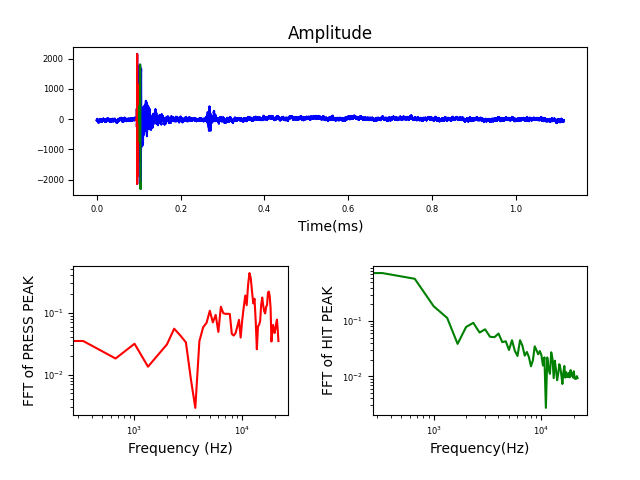 Amplitude
2000
1000
0
−1000
−2000
0.0 0.2 0.4 0.6 0.8 1.0
Time(ms)
FFT of PRESS PEAK
10⁻¹
10⁻²
10³ 10⁴
Frequency (Hz)
FFT of HIT PEAK
10⁻¹
10⁻²
10³ 10⁴
Frequency(Hz)